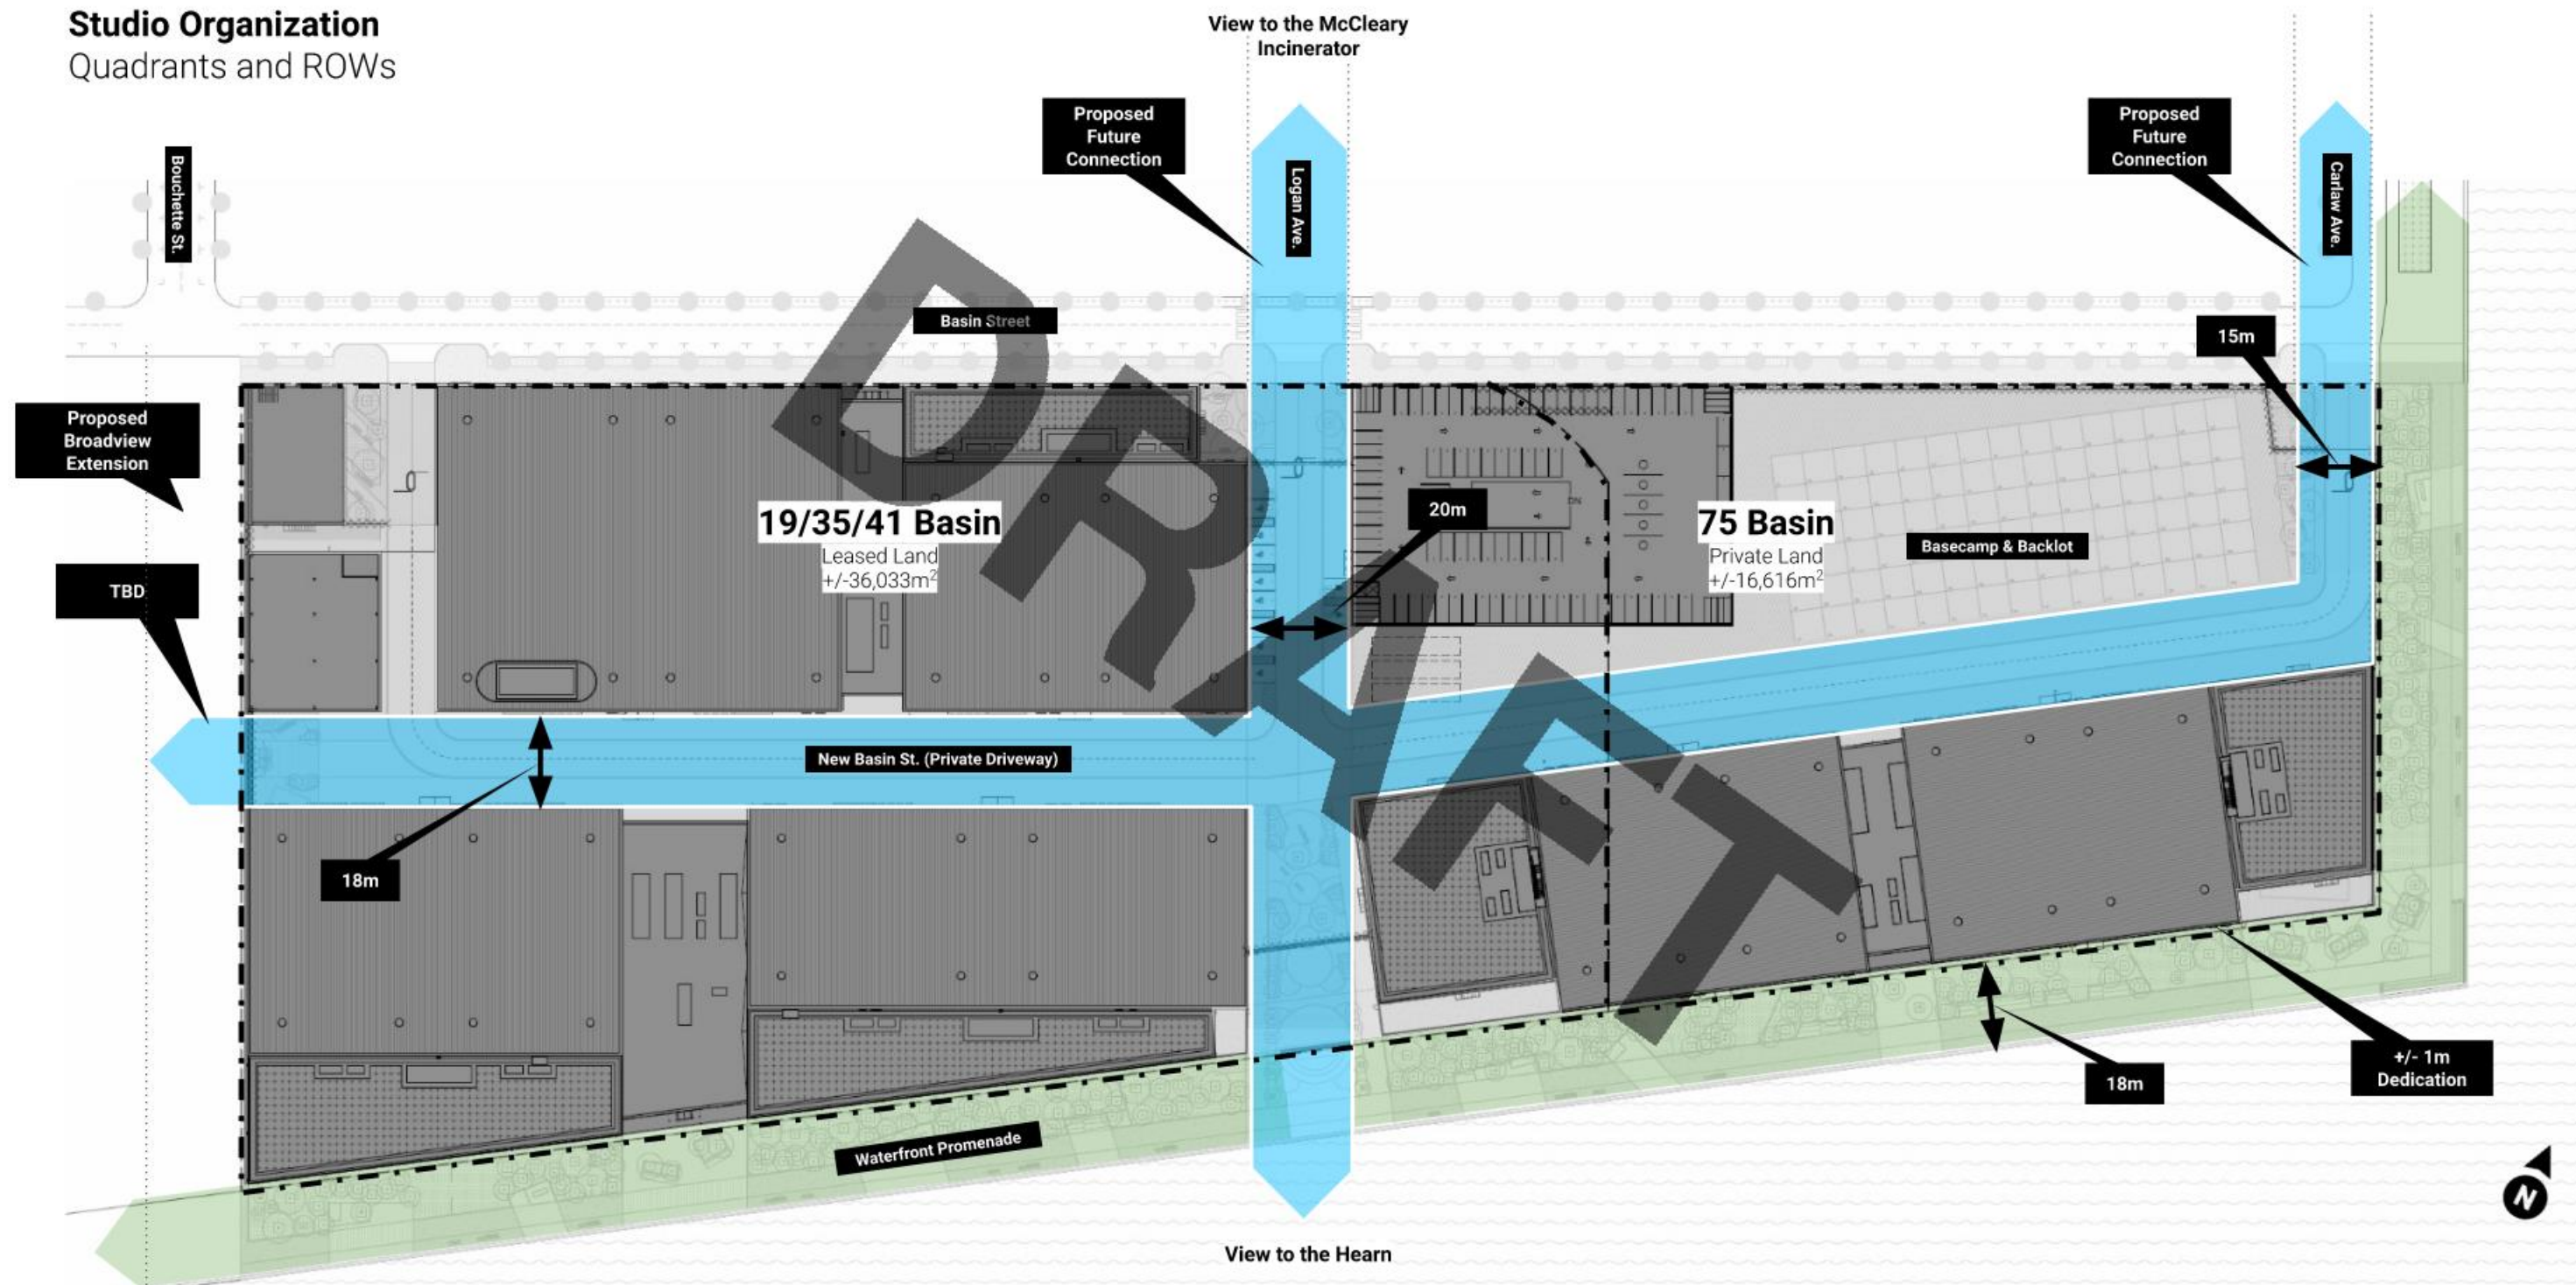 Studio Organization
Quadrants and ROWs
View to the McCleary
Incinerator
Proposed
Future
Connection
Proposed
Future
Connection
Bouchette St.
Logan Ave.
Carlaw Ave.
Basin Street
15m
Proposed
Broadview
Extension
19/35/41 Basin
Leased Land
+/-36,033m²
20m
75 Basin
Private Land
+/-16,616m²
Basecamp & Backlot
DN
TBD
New Basin St. (Private Driveway)
18m
DRAFT
Waterfront Promenade
18m
+/- 1m
Dedication
View to the Hearn
N